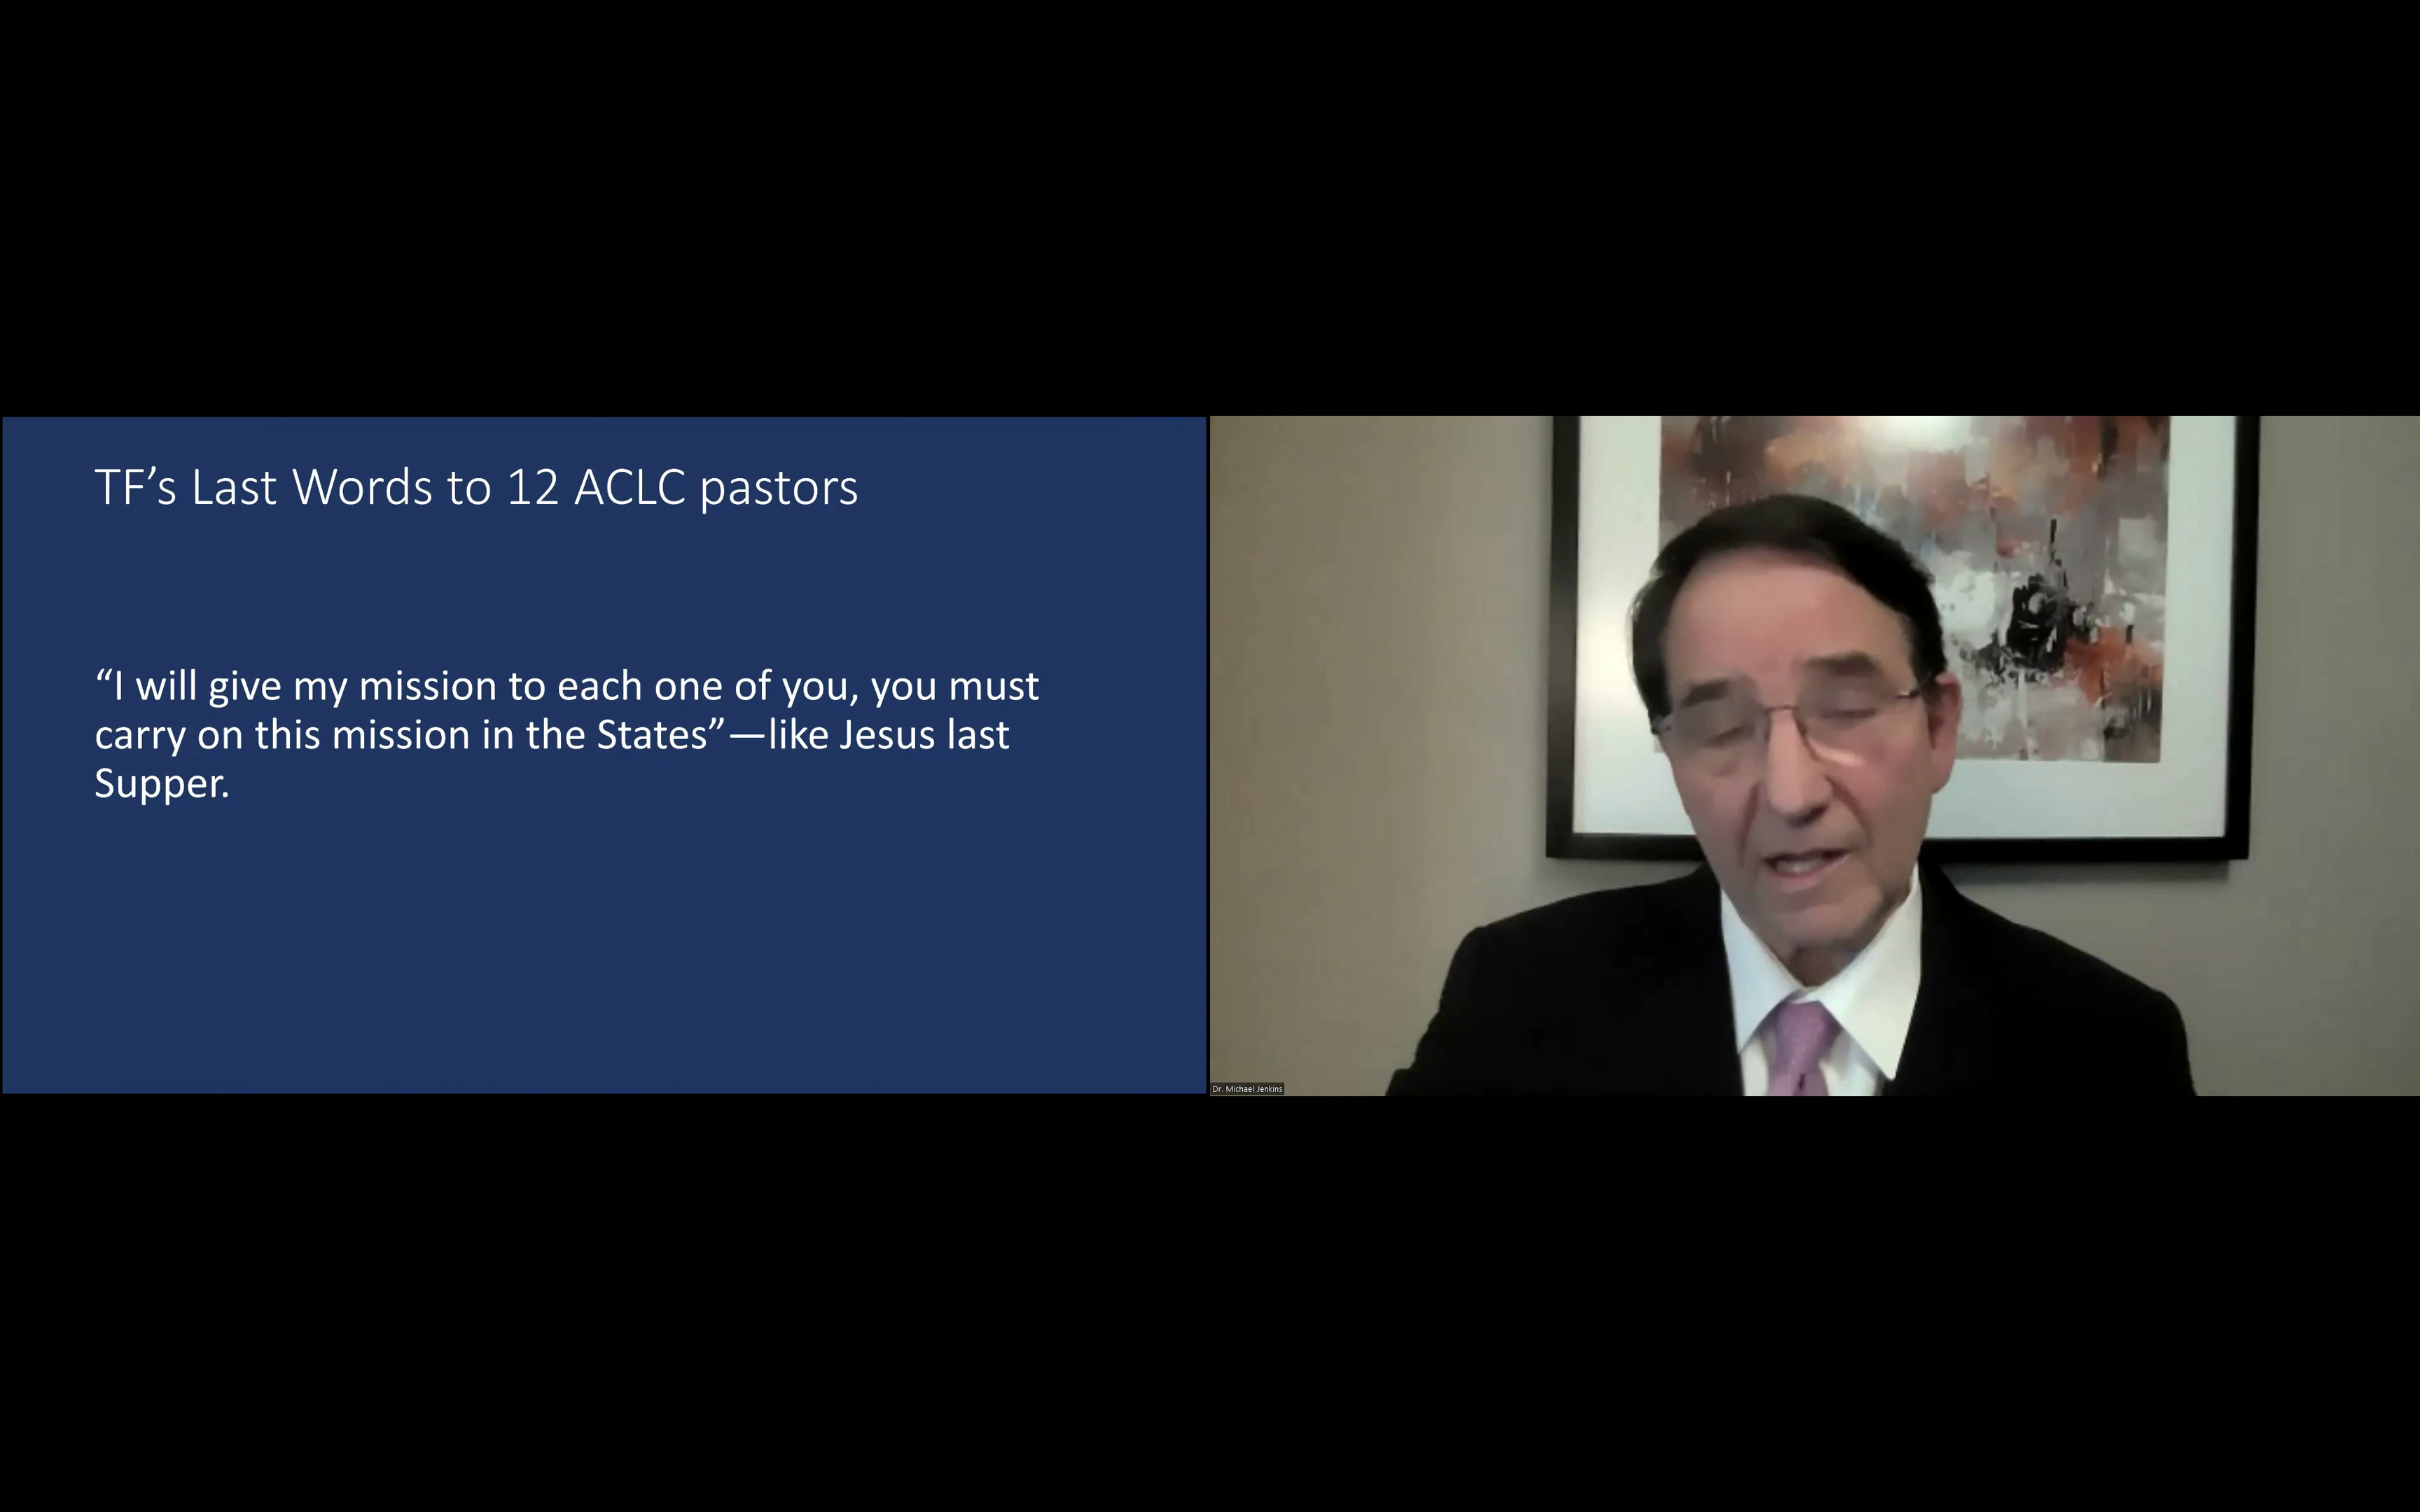 TF’s Last Words to 12 ACLC pastors
“I will give my mission to each one of you, you must
carry on this mission in the States”—like Jesus last
Supper.
Dr. Michael Jenkins